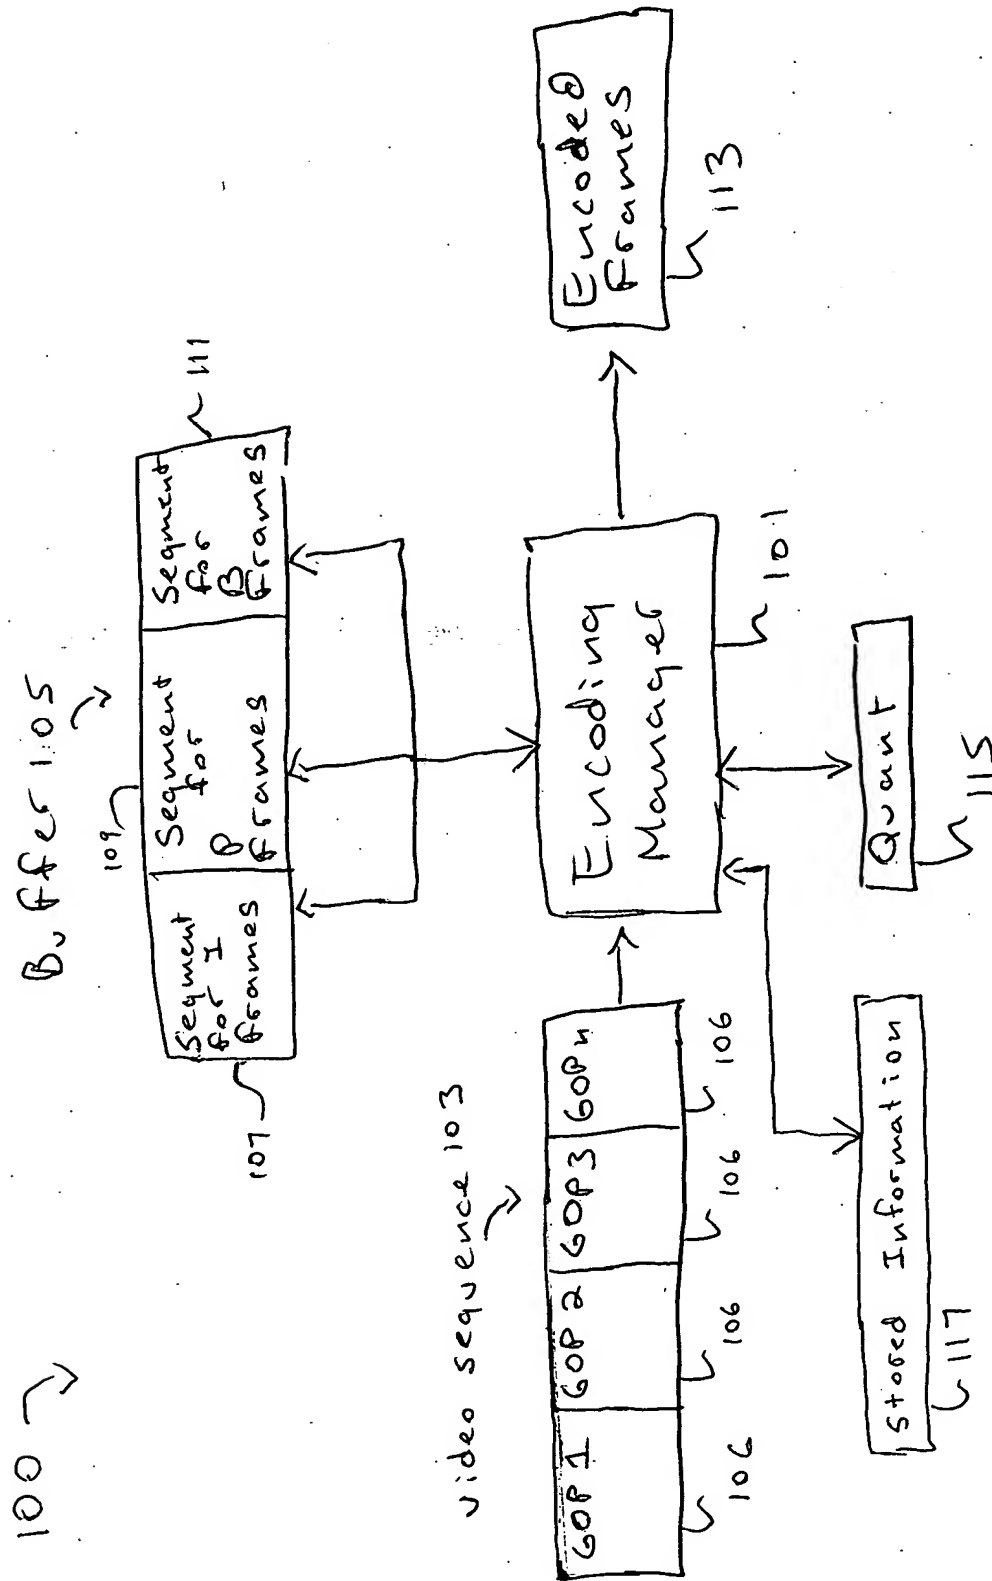 100
Buffer 105
109
111
107
Segment
for I
frames
Segment
for
P
frames
Segment
for
B
frames
video sequence 103
GOP 1
GOP 2
GOP 3
GOP n
106
106
106
106
Encoding
Manager
101
Encoded
frames
113
Stored Information
117
Quant
115